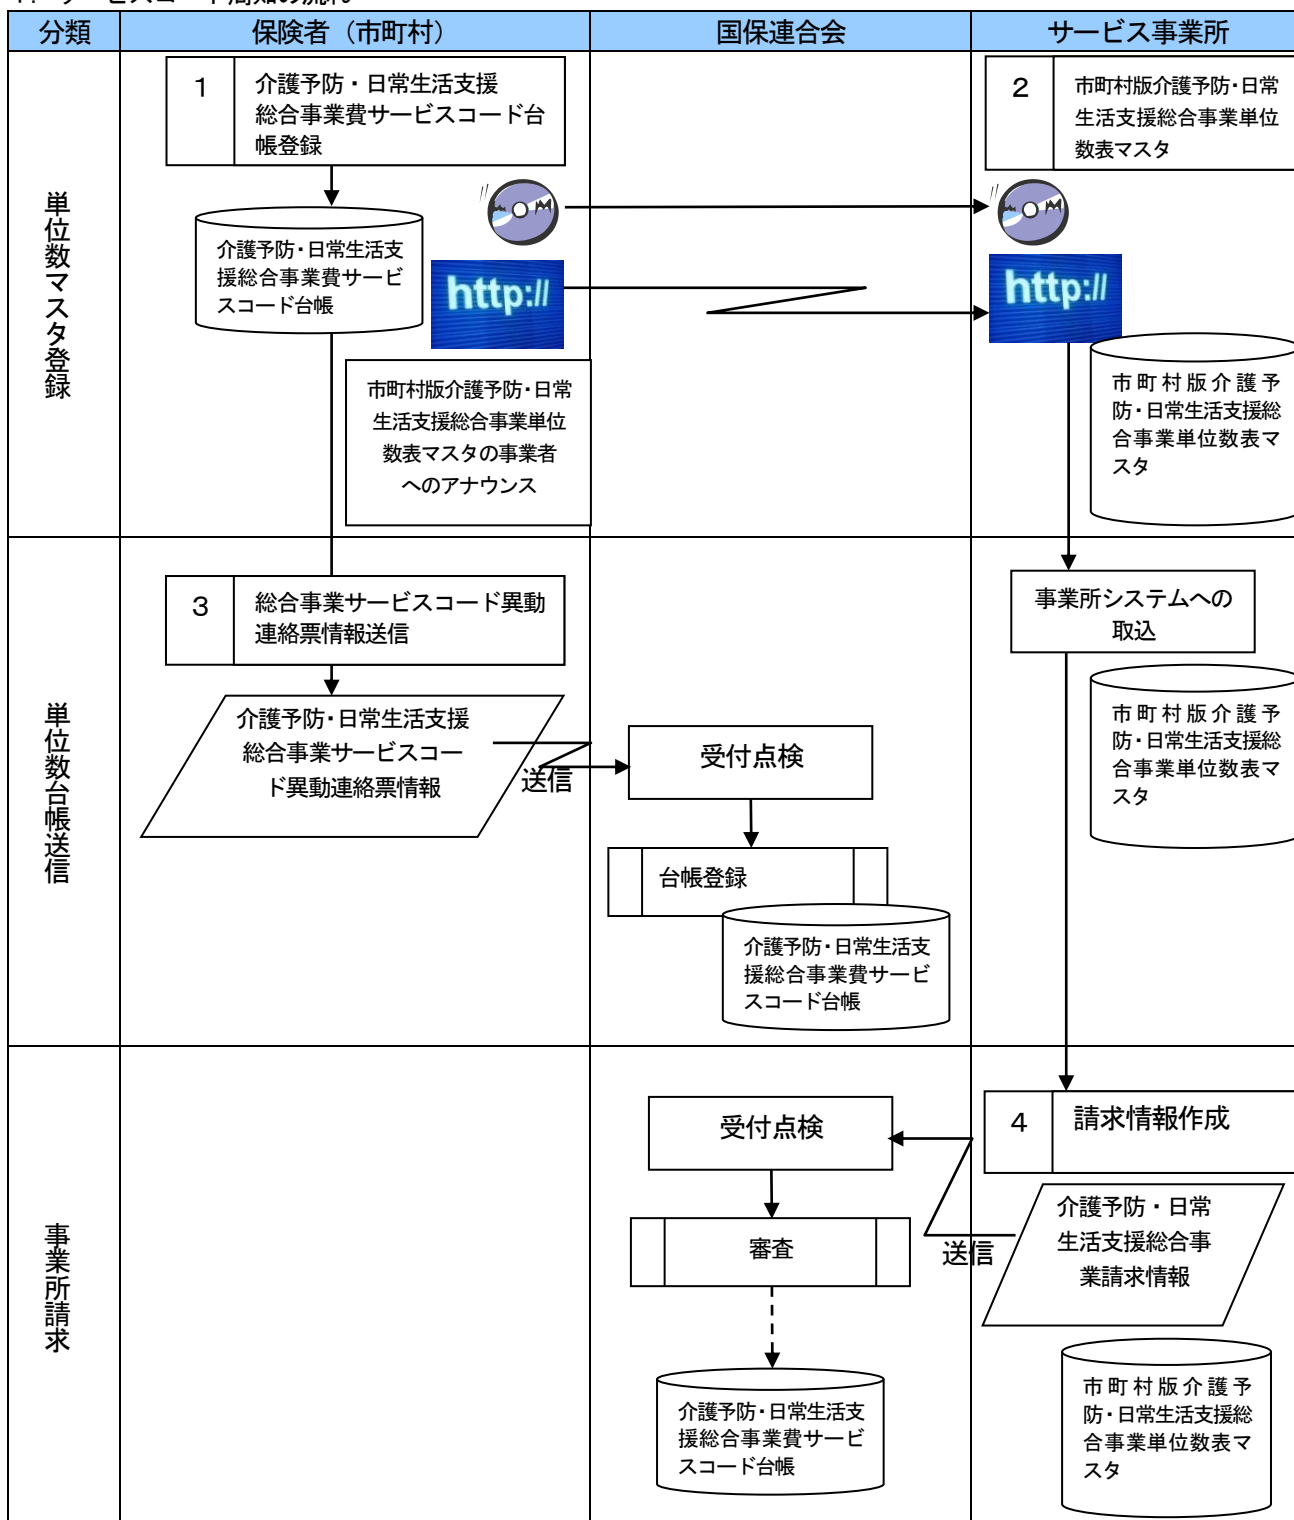 分類
保険者（市町村）
国保連合会
サービス事業所
単位数マスタ登録
1
介護予防・日常生活支援
総合事業費サービスコード台
帳登録
2
市町村版介護予防・日常
生活支援総合事業単位
数表マスタ
介護予防・日常生活支
援総合事業費サービ
スコード台帳
http://
http://
市町村版介護予防・日常
生活支援総合事業単位
数表マスタの事業者
へのアナウンス
市町村版介護予
防・日常生活支援総
合事業単位数表マ
スタ
単位数台帳送信
3
総合事業サービスコード異動
連絡票情報送信
事業所システムへの
取込
介護予防・日常生活支援
総合事業サービスコー
ド異動連絡票情報
送信
受付点検
台帳登録
介護予防・日常生活支
援総合事業費サービ
スコード台帳
市町村版介護予
防・日常生活支援総
合事業単位数表マ
スタ
事業所請求
受付点検
4
請求情報作成
審査
送信
介護予防・日常
生活支援総合事
業請求情報
介護予防・日常生活支
援総合事業費サービ
スコード台帳
市町村版介護予
防・日常生活支援総
合事業単位数表マ
スタ